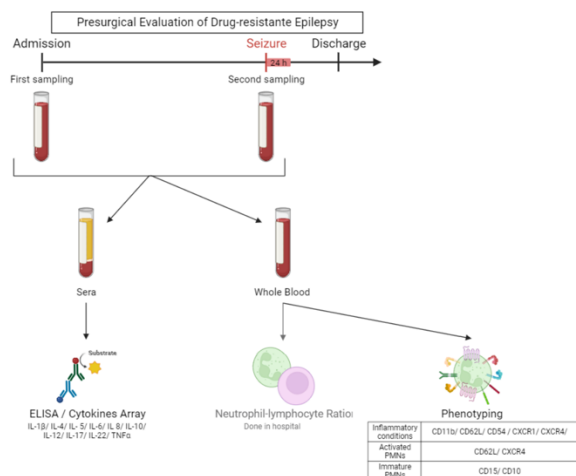 Presurgical Evaluation of Drug-resistante Epilepsy
Admission
Seizure
Discharge
24 h
First sampling
Second sampling
Sera
Whole Blood
Substrate
ELISA / Cytokines Array
IL-1β/ IL-4/ IL- 5/ IL-6/ IL 8/ IL-10/
IL-12/ IL-17/ IL-22/ TNFα
Neutrophil-lymphocyte Ration
Done in hospital
Phenotyping
Inflammatory conditions CD11b/ CD62L/ CD54 / CXCR1/ CXCR4/
Activated PMNs CD62L/ CXCR4
Immature PMNs CD15/ CD10